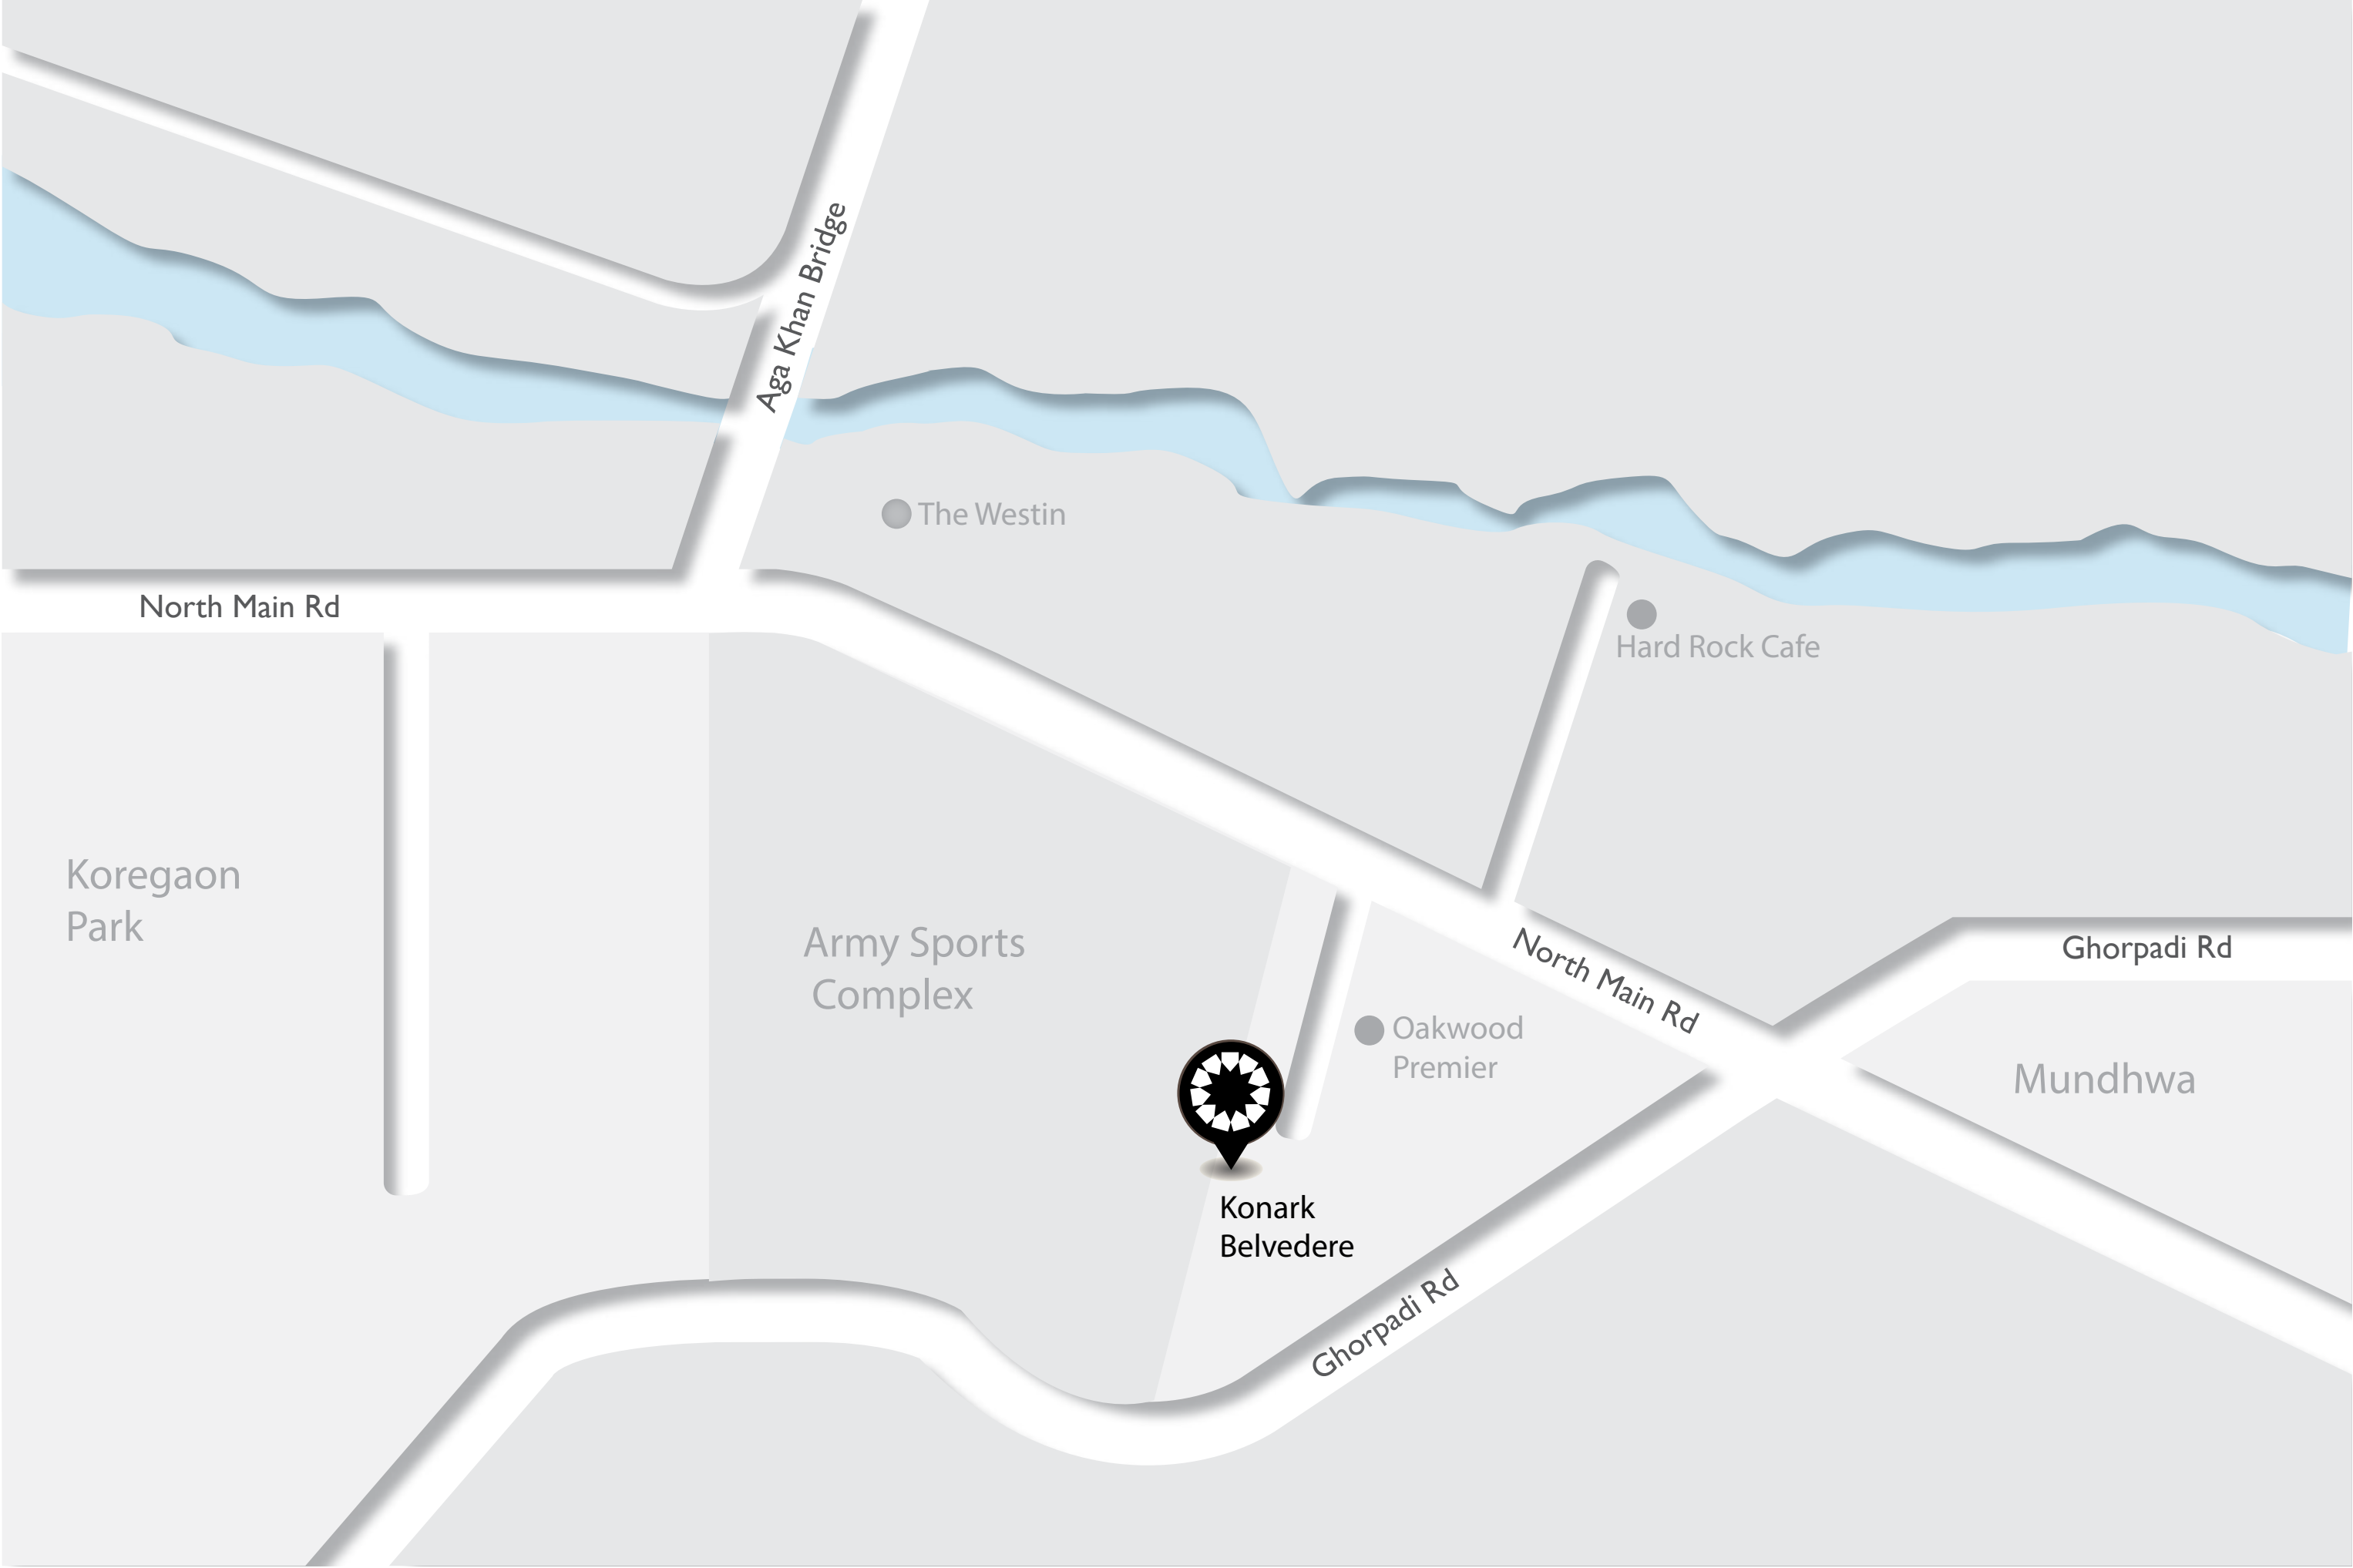 Aga Khan Bridge
The Westin
North Main Rd
Hard Rock Cafe
Koregaon
Park
Army Sports
Complex
North Main Rd
Ghorpadi Rd
Oakwood
Premier
Mundhwa
Konark
Belvedere
Ghorpadi Rd